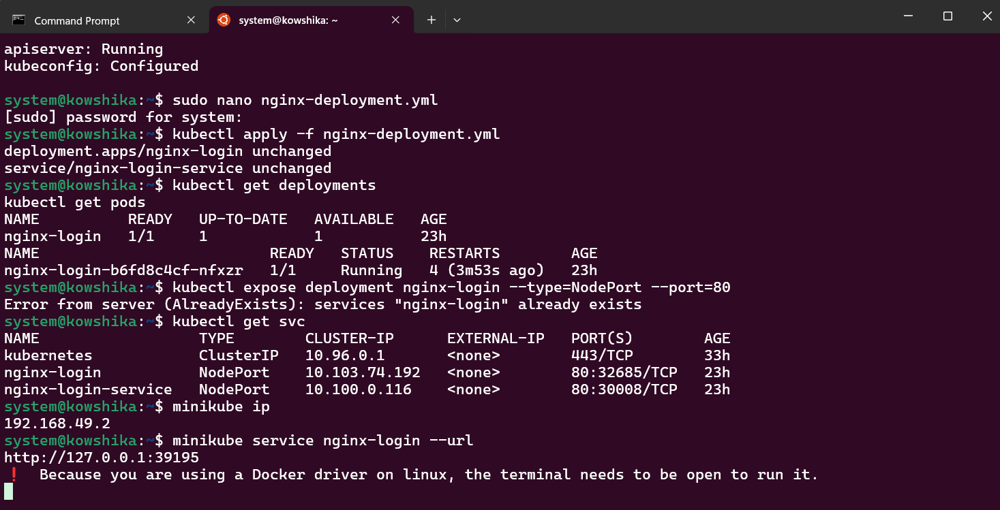 Command Prompt
system@kowshika: ~
apiserver: Running
kubeconfig: Configured
system@kowshika:~$ sudo nano nginx-deployment.yml
[sudo] password for system:
system@kowshika:~$ kubectl apply -f nginx-deployment.yml
deployment.apps/nginx-login unchanged
service/nginx-login-service unchanged
system@kowshika:~$ kubectl get deployments
kubectl get pods
NAME          READY   UP-TO-DATE   AVAILABLE   AGE
nginx-login   1/1     1            1           23h
NAME                          READY   STATUS    RESTARTS        AGE
nginx-login-b6fd8c4cf-nfxzr   1/1     Running   4 (3m53s ago)   23h
system@kowshika:~$ kubectl expose deployment nginx-login --type=NodePort --port=80
Error from server (AlreadyExists): services "nginx-login" already exists
system@kowshika:~$ kubectl get svc
NAME                  TYPE        CLUSTER-IP      EXTERNAL-IP   PORT(S)        AGE
kubernetes            ClusterIP   10.96.0.1       <none>        443/TCP        33h
nginx-login           NodePort    10.103.74.192   <none>        80:32685/TCP   23h
nginx-login-service   NodePort    10.100.0.116    <none>        80:30008/TCP   23h
system@kowshika:~$ minikube ip
192.168.49.2
system@kowshika:~$ minikube service nginx-login --url
http://127.0.0.1:39195
❗  Because you are using a Docker driver on linux, the terminal needs to be open to run it.